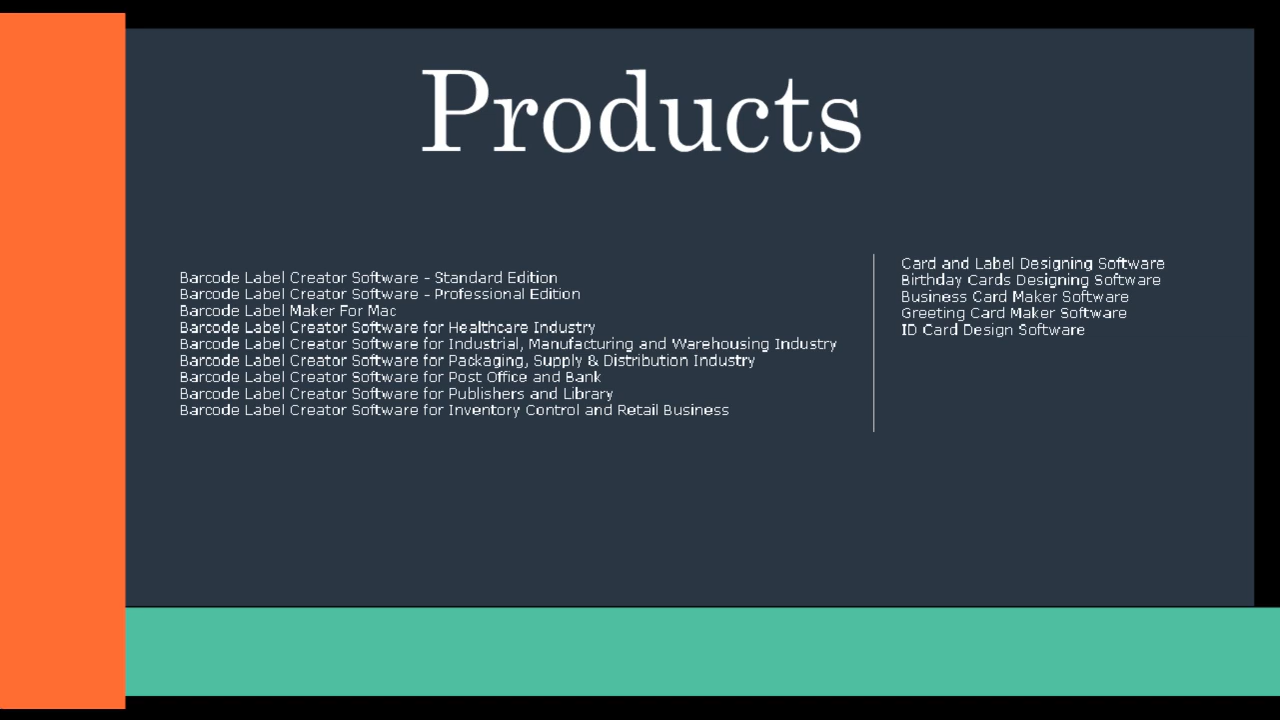 Products
Barcode Label Creator Software - Standard Edition
Barcode Label Creator Software - Professional Edition
Barcode Label Maker For Mac
Barcode Label Creator Software for Healthcare Industry
Barcode Label Creator Software for Industrial, Manufacturing and Warehousing Industry
Barcode Label Creator Software for Packaging, Supply & Distribution Industry
Barcode Label Creator Software for Post Office and Bank
Barcode Label Creator Software for Publishers and Library
Barcode Label Creator Software for Inventory Control and Retail Business
Card and Label Designing Software
Birthday Cards Designing Software
Business Card Maker Software
Greeting Card Maker Software
ID Card Design Software